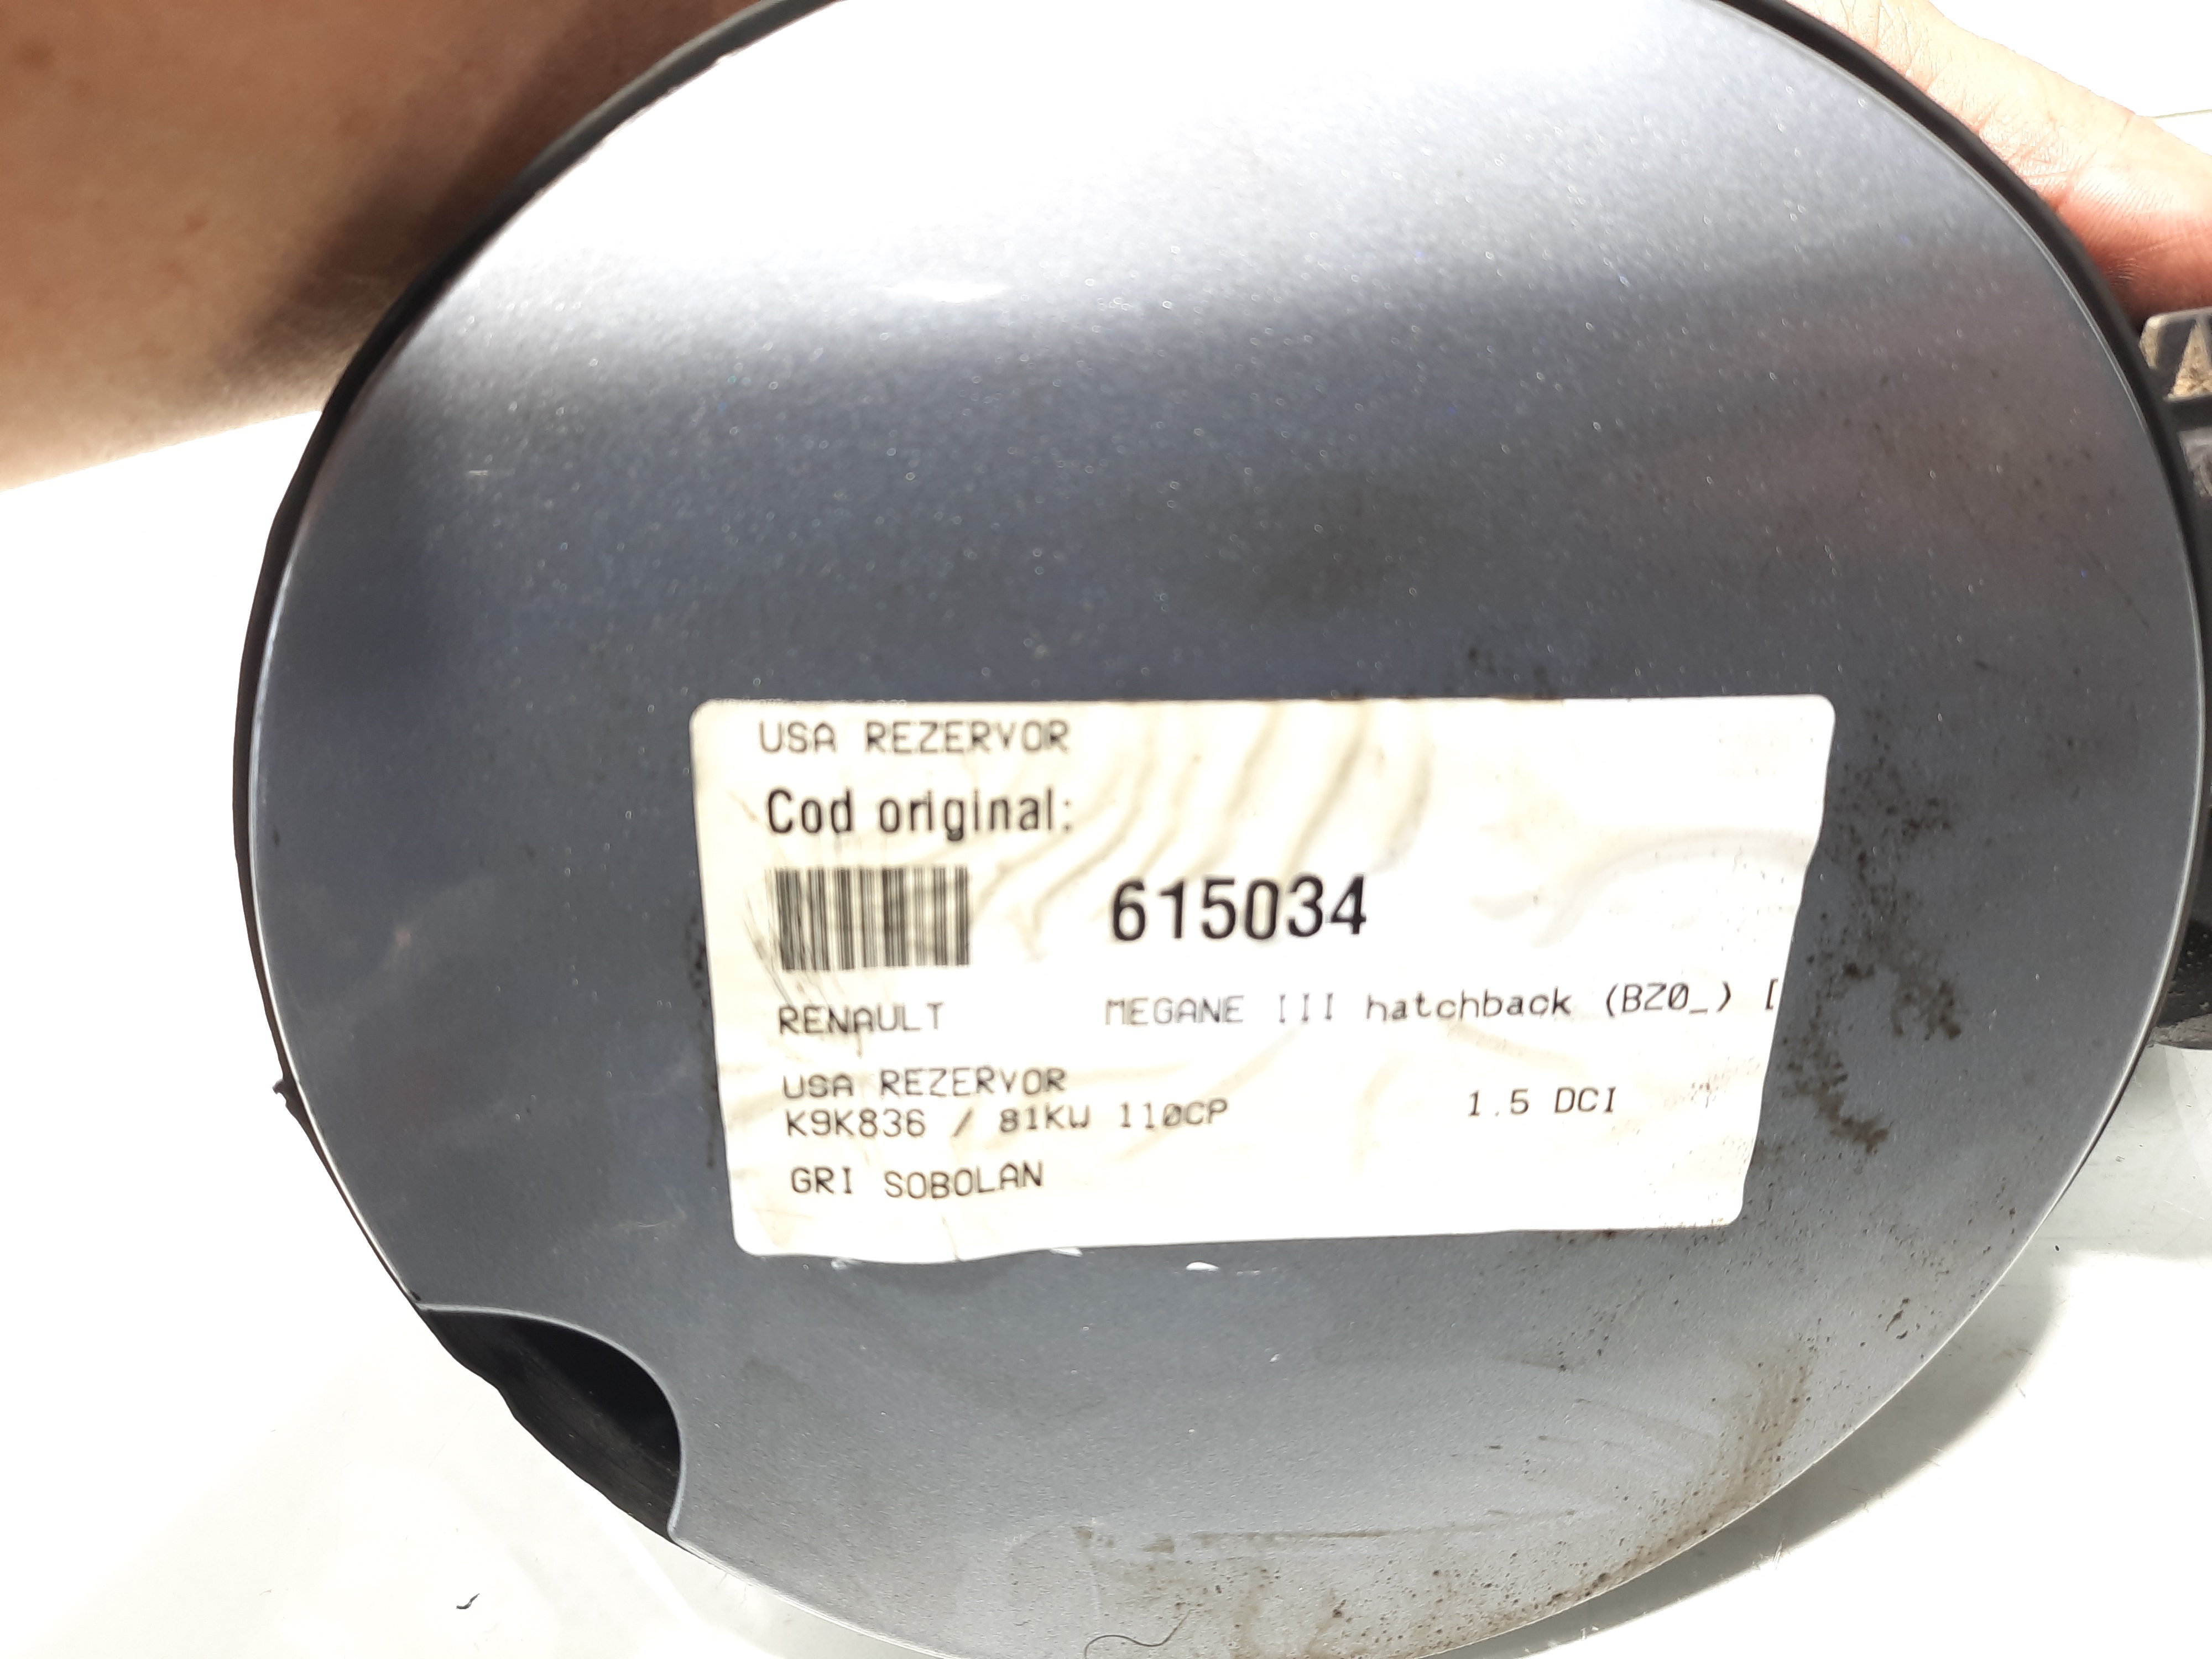 USA REZERVOR
Cod original:
615034
RENAULT MEGANE III hatchback (BZ0_) [
USA REZERVOR
K9K836 / 81KW 110CP 1.5 DCI
GRI SOBOLAN